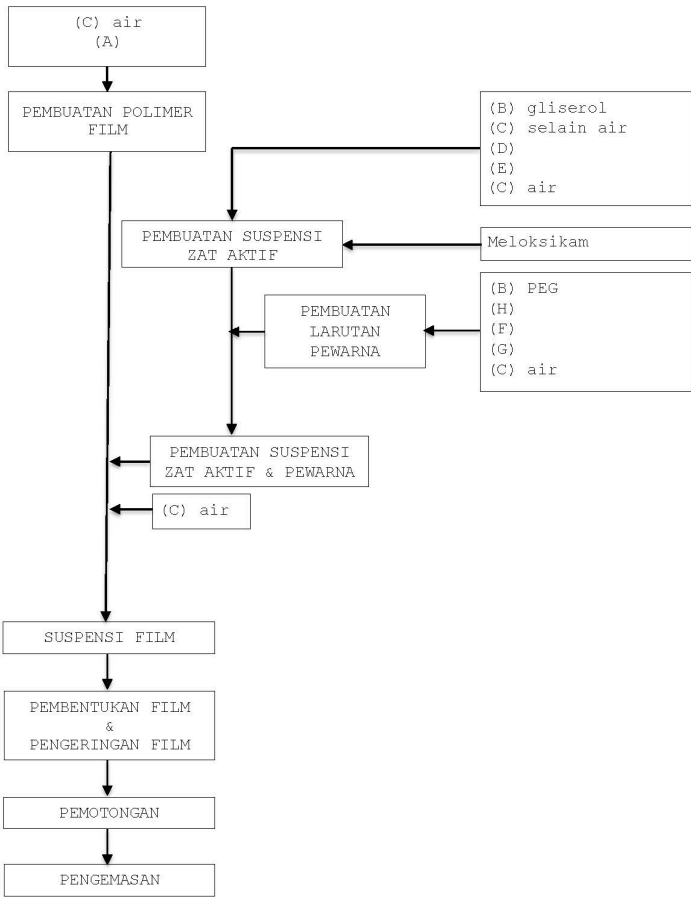 (C) air
(A)
PEMBUATAN POLIMER
FILM
(B) gliserol
(C) selain air
(D)
(E)
(C) air
PEMBUATAN SUSPENSI
ZAT AKTIF
Meloksikam
PEMBUATAN
LARUTAN
PEWARNA
(B) PEG
(H)
(F)
(G)
(C) air
PEMBUATAN SUSPENSI
ZAT AKTIF & PEWARNA
(C) air
SUSPENSI FILM
PEMBENTUKAN FILM
&
PENGERINGAN FILM
PEMOTONGAN
PENGEMASAN